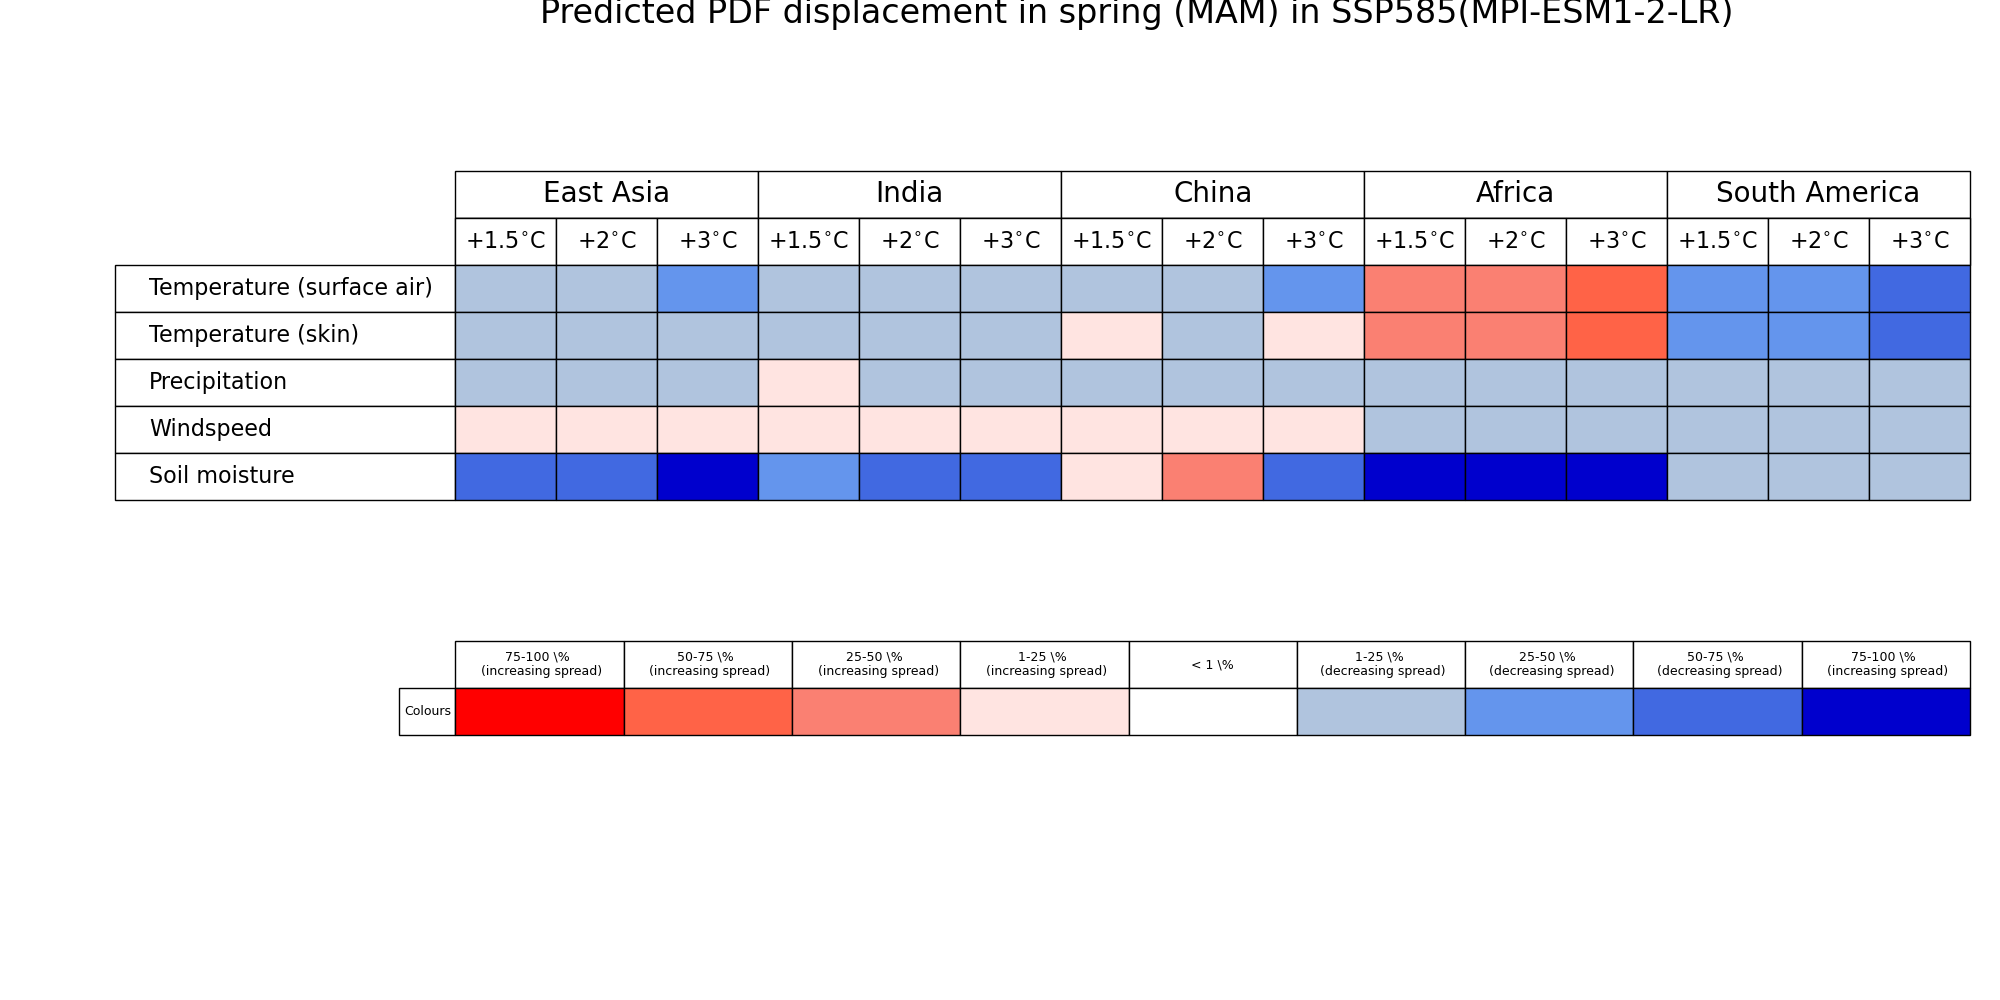 Predicted PDF displacement in spring (MAM) in SSP585(MPI-ESM1-2-LR)
East Asia India China Africa South America
+1.5°C +2°C +3°C +1.5°C +2°C +3°C +1.5°C +2°C +3°C +1.5°C +2°C +3°C +1.5°C +2°C +3°C
Temperature (surface air)
Temperature (skin)
Precipitation
Windspeed
Soil moisture
75-100 \% 50-75 \% 25-50 \% 1-25 \% < 1 \% 1-25 \% 25-50 \% 50-75 \% 75-100 \%
(increasing spread) (increasing spread) (increasing spread) (increasing spread) (decreasing spread) (decreasing spread) (decreasing spread) (increasing spread)
Colours